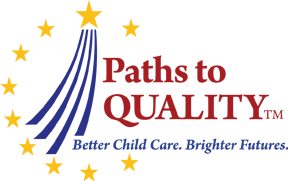 Paths to
QUALITY™
Better Child Care. Brighter Futures.